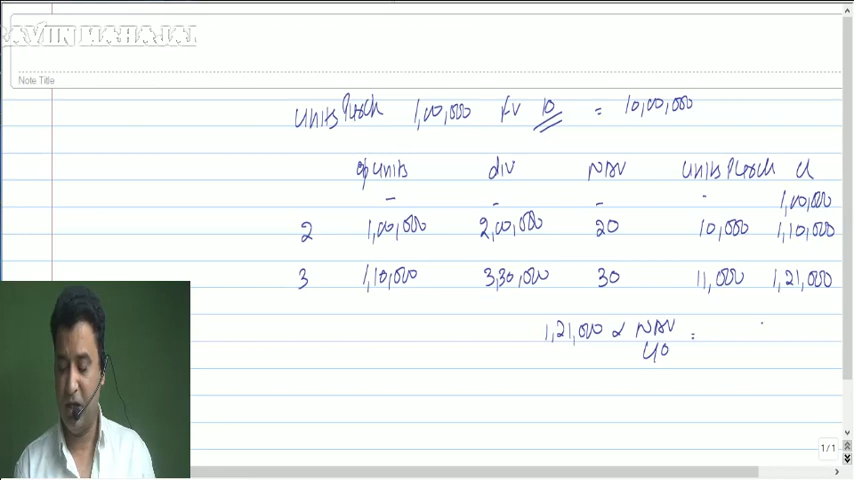 PRAVIIN MAHAJAN
Note Title
Units Purch 1,00,000 FV 10 = 10,00,000
op units div NAV Units Purch Cl
- - - - 1,00,000
2 1,00,000 2,00,000 20 10,000 1,10,000
3 1,10,000 3,30,000 30 11,000 1,21,000
1,21,000 x NAV =
40
1/1